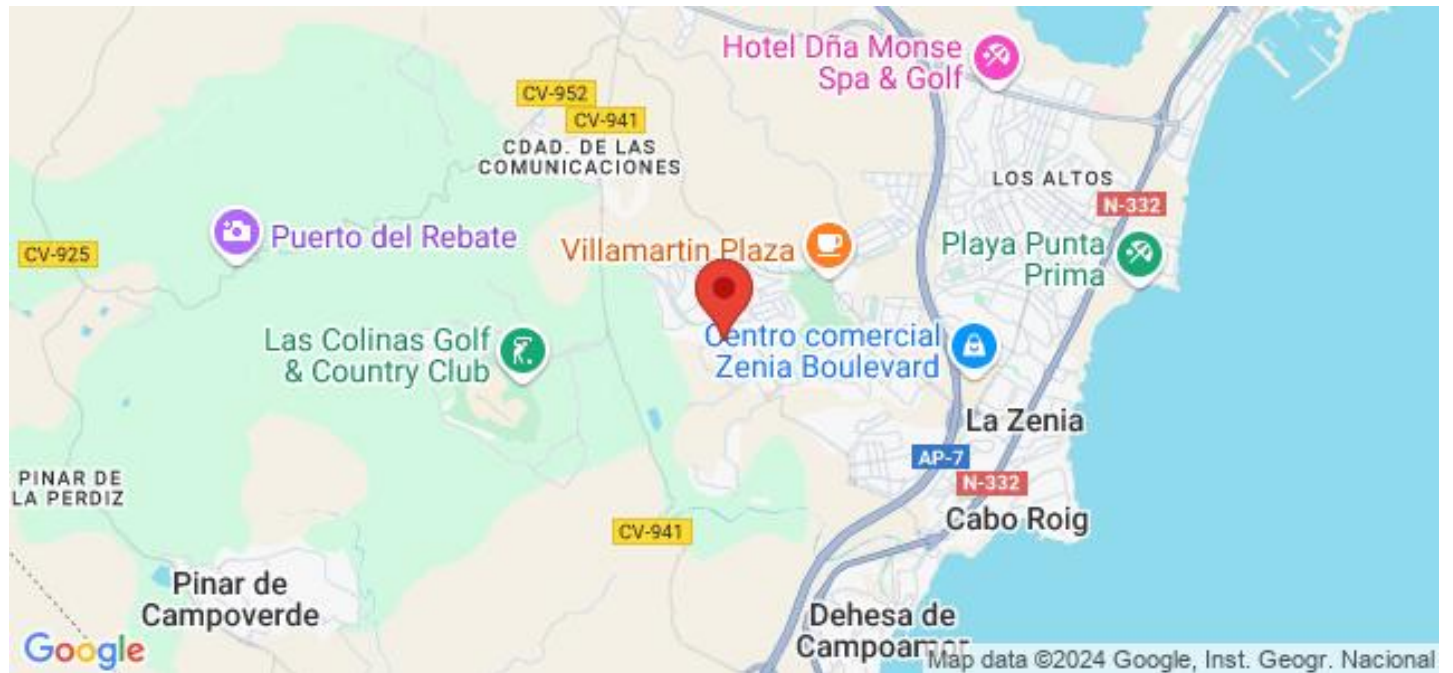 Hotel Dña Monse
Spa & Golf
CV-952
CV-941
CDAD. DE LAS
COMUNICACIONES
LOS ALTOS
N-332
Puerto del Rebate
CV-925
Villamartin Plaza
Playa Punta
Prima
Las Colinas Golf
& Country Club
Centro comercial
Zenia Boulevard
La Zenia
AP-7
N-332
PINAR DE
LA PERDIZ
CV-941
Cabo Roig
Pinar de
Campoverde
Dehesa de
Campoamor
Google
Map data ©2024 Google, Inst. Geogr. Nacional